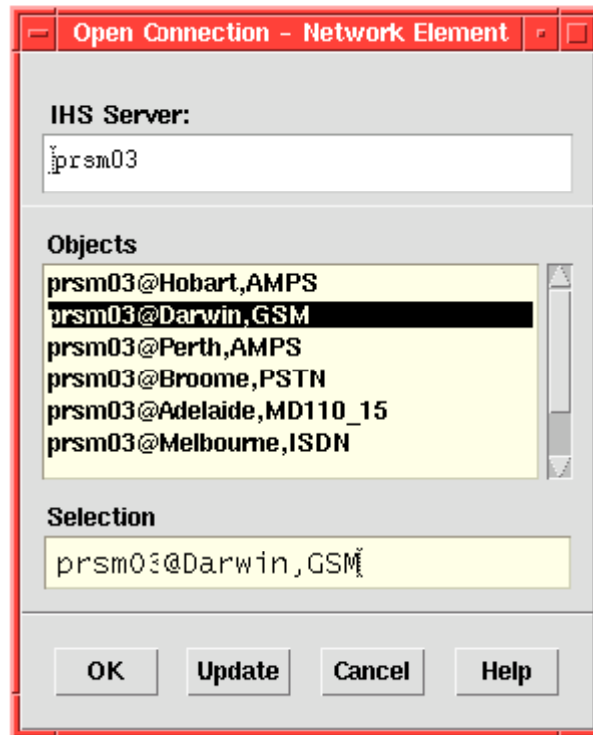 Open Connection - Network Element
IHS Server:
prsm03
Objects
prsm03@Hobart,AMPS
prsm03@Darwin,GSM
prsm03@Perth,AMPS
prsm03@Broome,PSTN
prsm03@Adelaide,MD110_15
prsm03@Melbourne,ISDN
Selection
prsm03@Darwin,GSM
OK Update Cancel Help